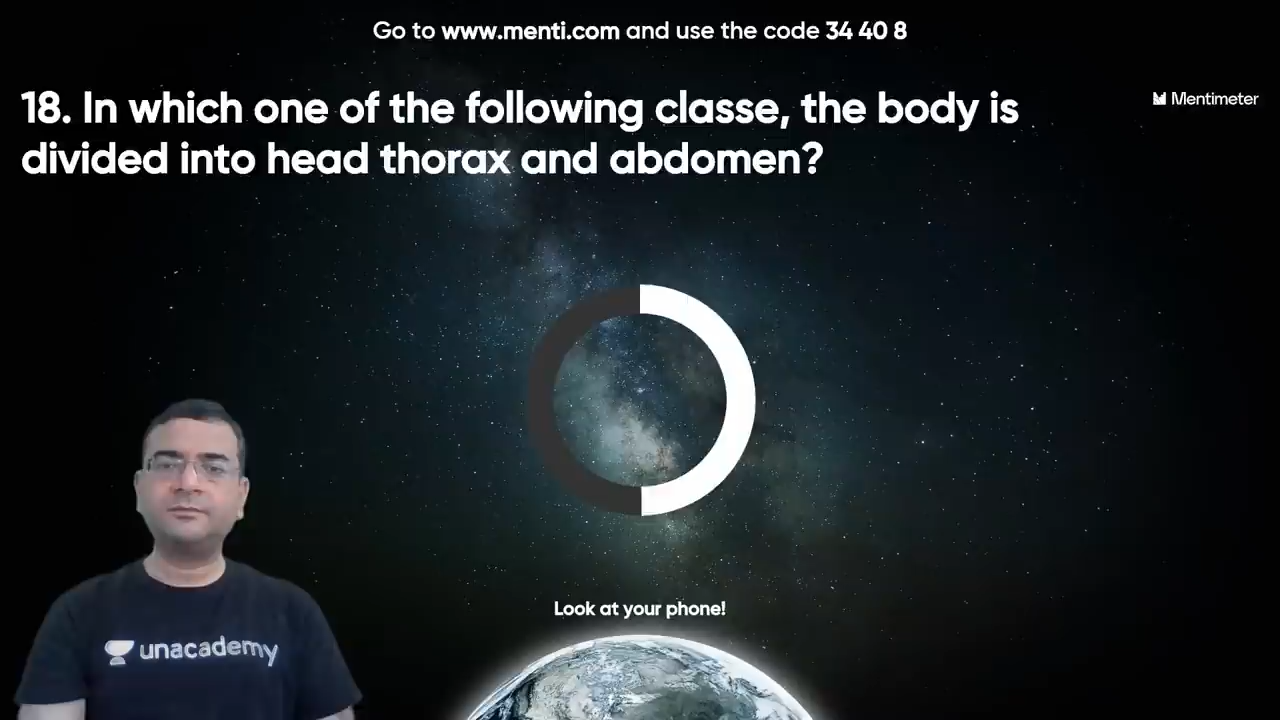 Go to www.menti.com and use the code 34 40 8
18. In which one of the following classe, the body is
divided into head thorax and abdomen?
Mentimeter
Look at your phone!
unacademy